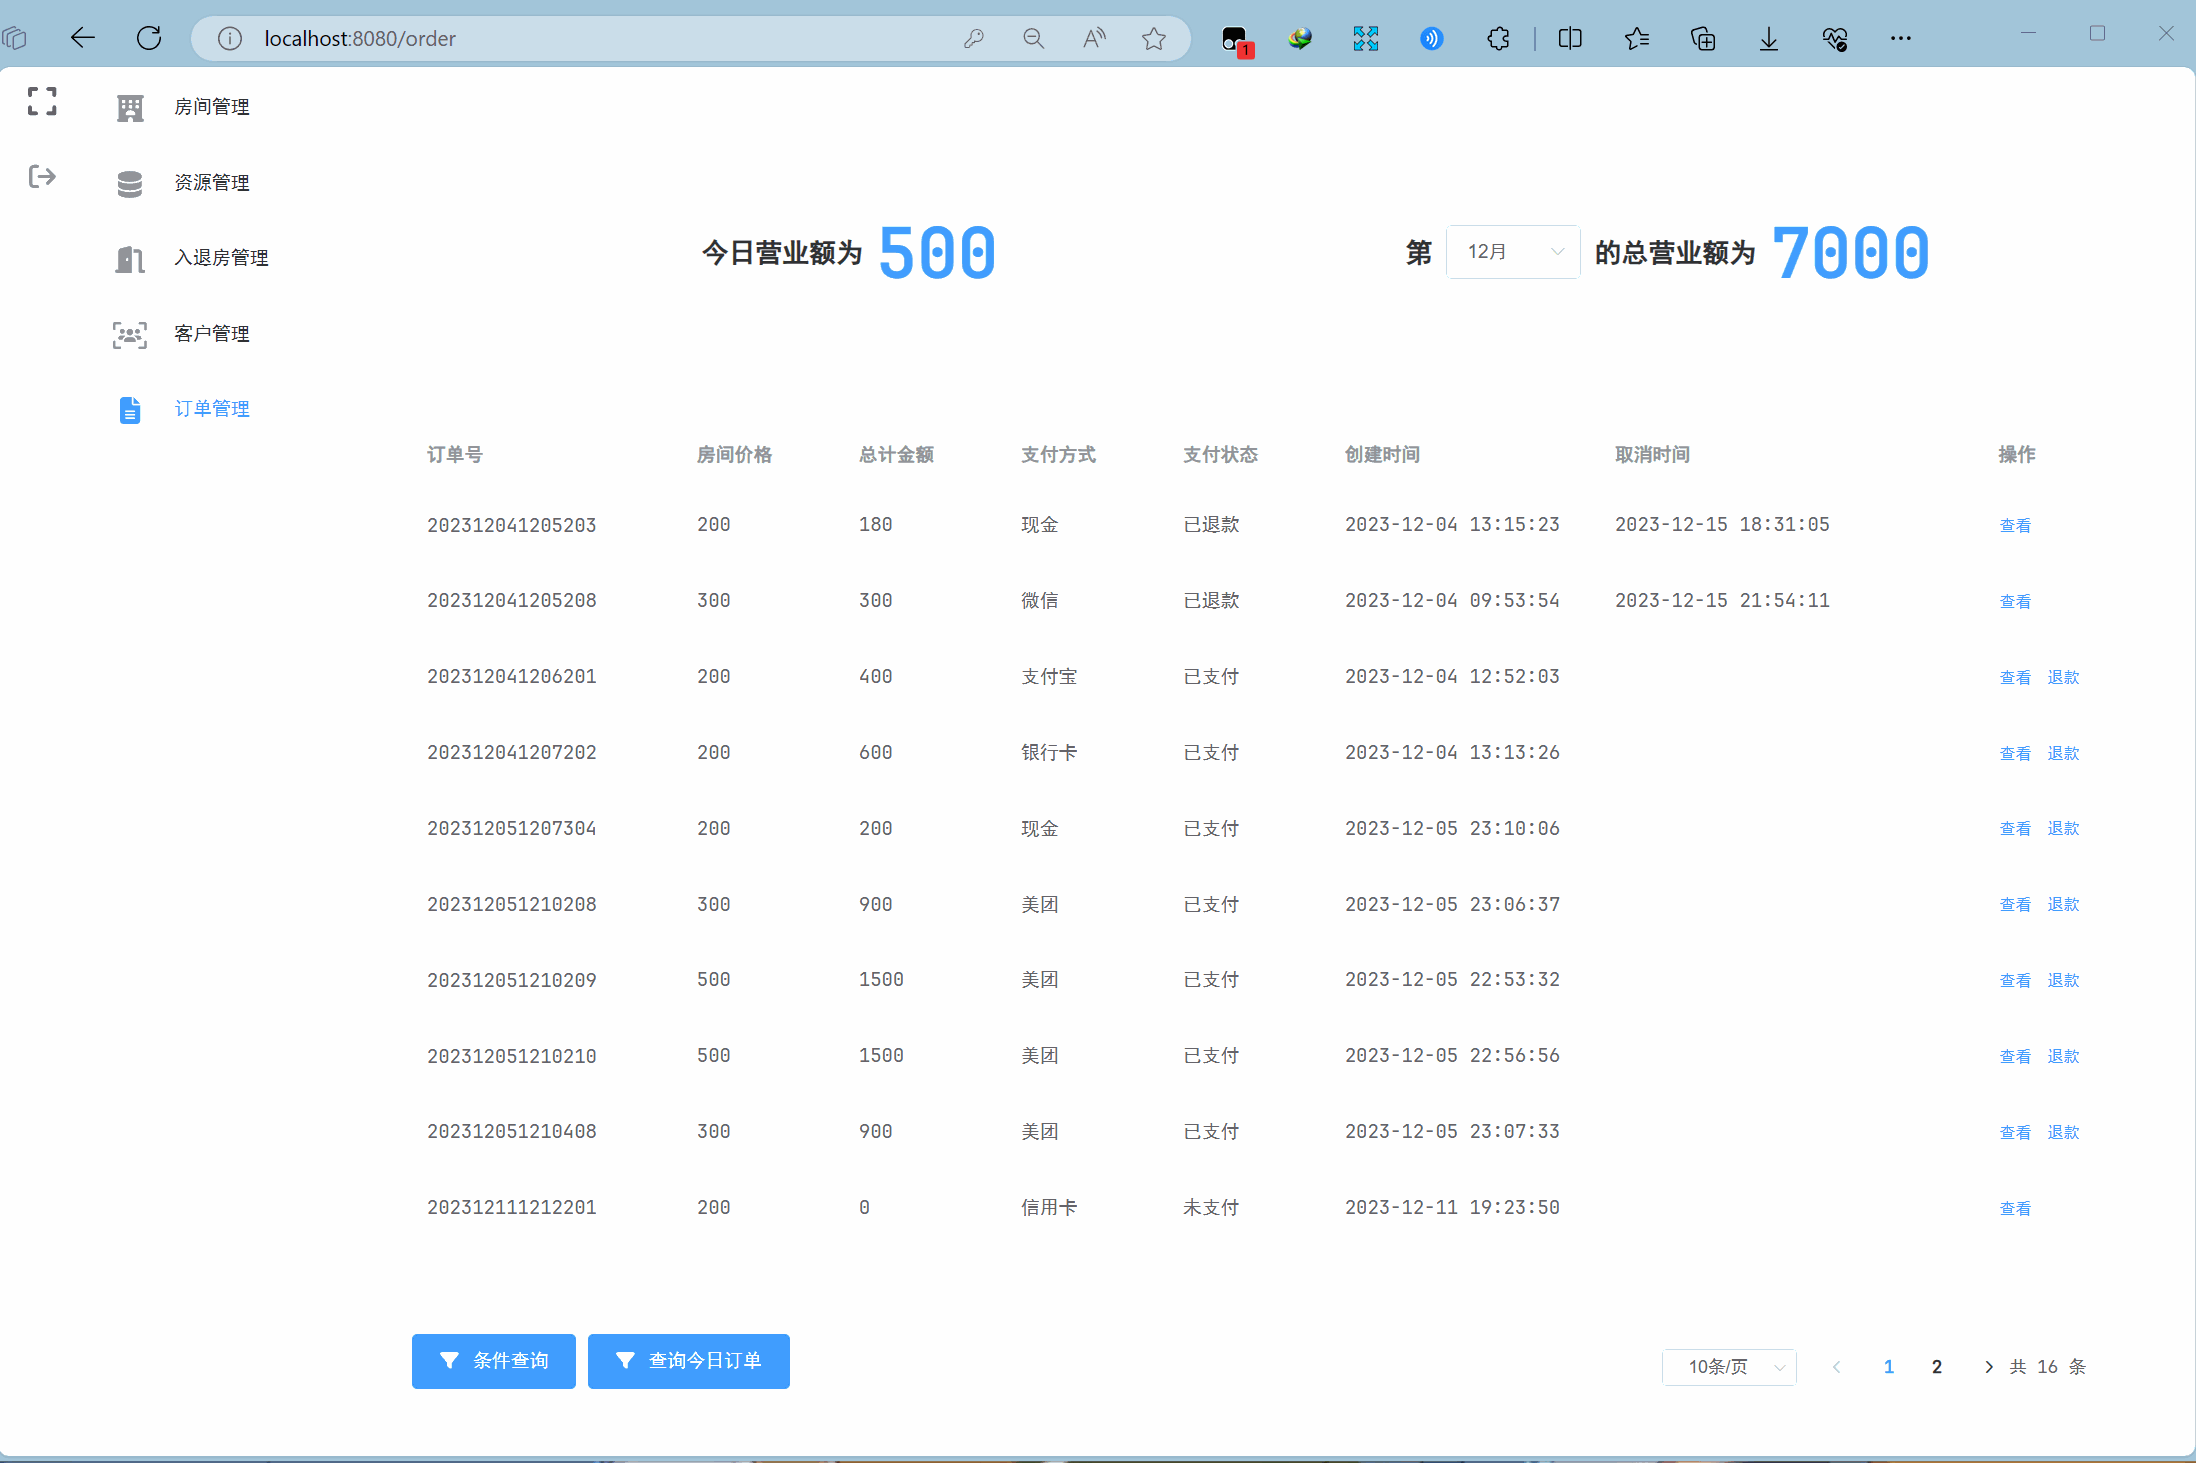 localhost:8080/order
1
房间管理
资源管理
入退房管理
客户管理
订单管理
今日营业额为 500
第 12月 的总营业额为 7000
订单号 房间价格 总计金额 支付方式 支付状态 创建时间 取消时间 操作
202312041205203 200 180 现金 已退款 2023-12-04 13:15:23 2023-12-15 18:31:05 查看
202312041205208 300 300 微信 已退款 2023-12-04 09:53:54 2023-12-15 21:54:11 查看
202312041206201 200 400 支付宝 已支付 2023-12-04 12:52:03 查看 退款
202312041207202 200 600 银行卡 已支付 2023-12-04 13:13:26 查看 退款
202312051207304 200 200 现金 已支付 2023-12-05 23:10:06 查看 退款
202312051210208 300 900 美团 已支付 2023-12-05 23:06:37 查看 退款
202312051210209 500 1500 美团 已支付 2023-12-05 22:53:32 查看 退款
202312051210210 500 1500 美团 已支付 2023-12-05 22:56:56 查看 退款
202312051210408 300 900 美团 已支付 2023-12-05 23:07:33 查看 退款
202312111212201 200 0 信用卡 未支付 2023-12-11 19:23:50 查看
条件查询 查询今日订单 10条/页 1 2 共 16 条